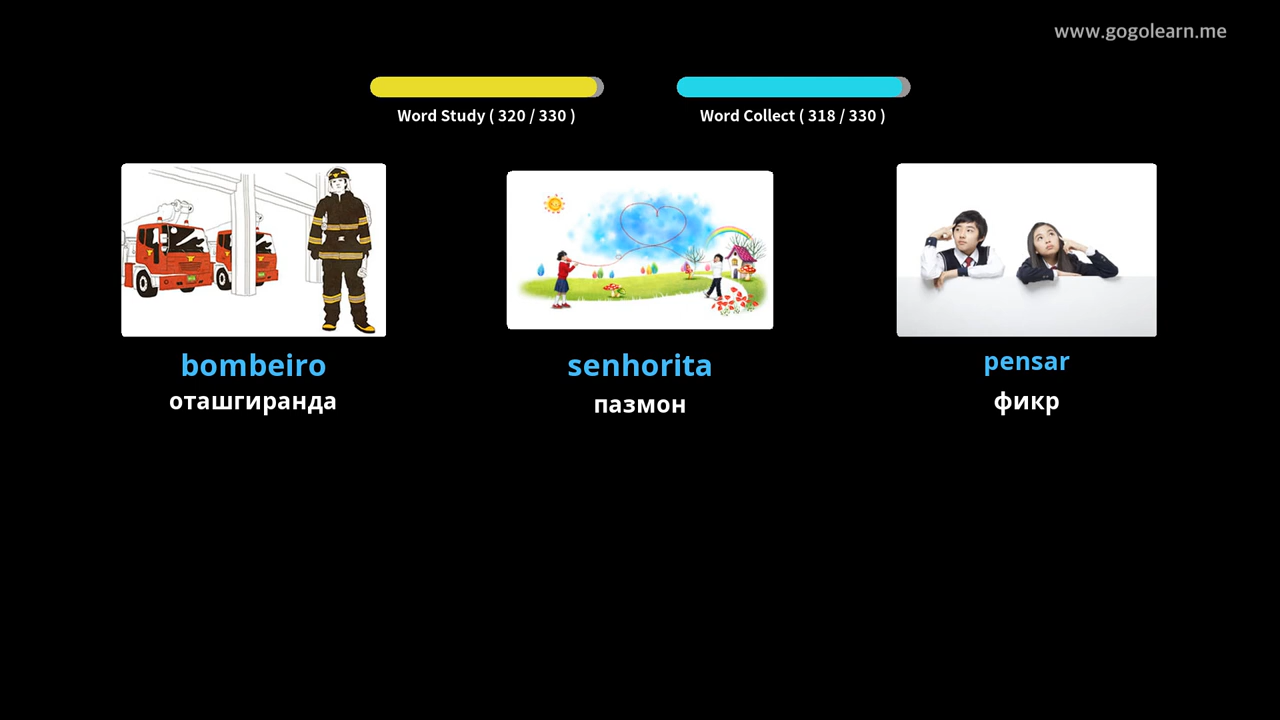 www.gogolearn.me
Word Study ( 320 / 330 )
Word Collect ( 318 / 330 )
bombeiro
senhorita
pensar
оташгиранда
пазмон
фикр